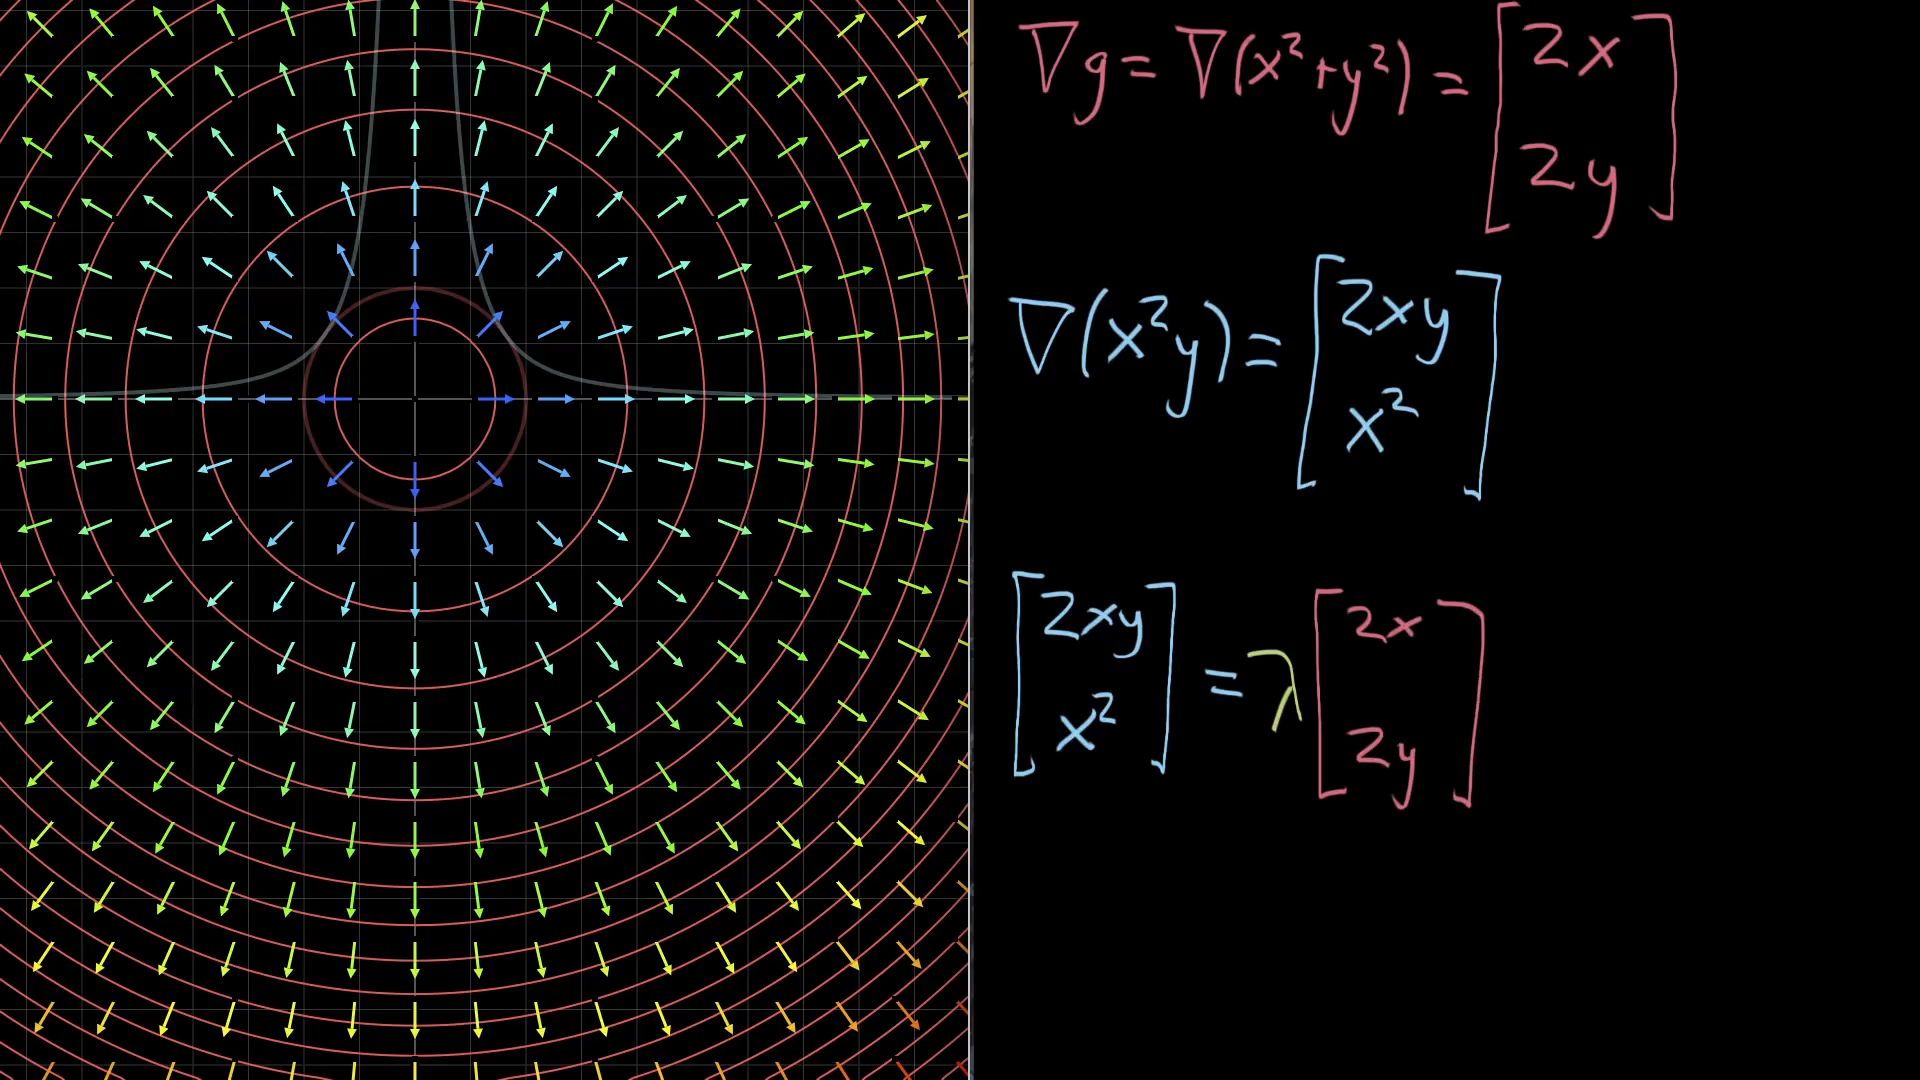 ∇g = ∇(x²+y²) = [2x 2y]
∇(x²y) = [2xy x²]
[2xy x²] = λ [2x 2y]